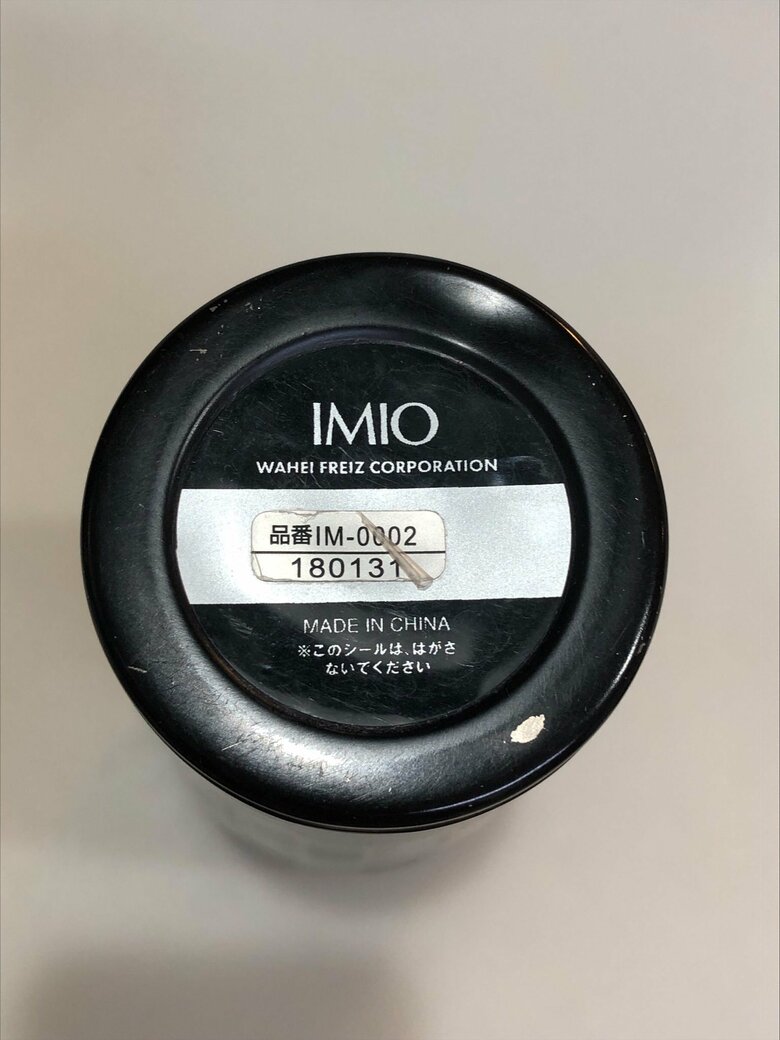 IMIO
WAHEI FREIZ CORPORATION
品番IM-0002
180131
MADE IN CHINA
※このシールは、はがさ
ないでください